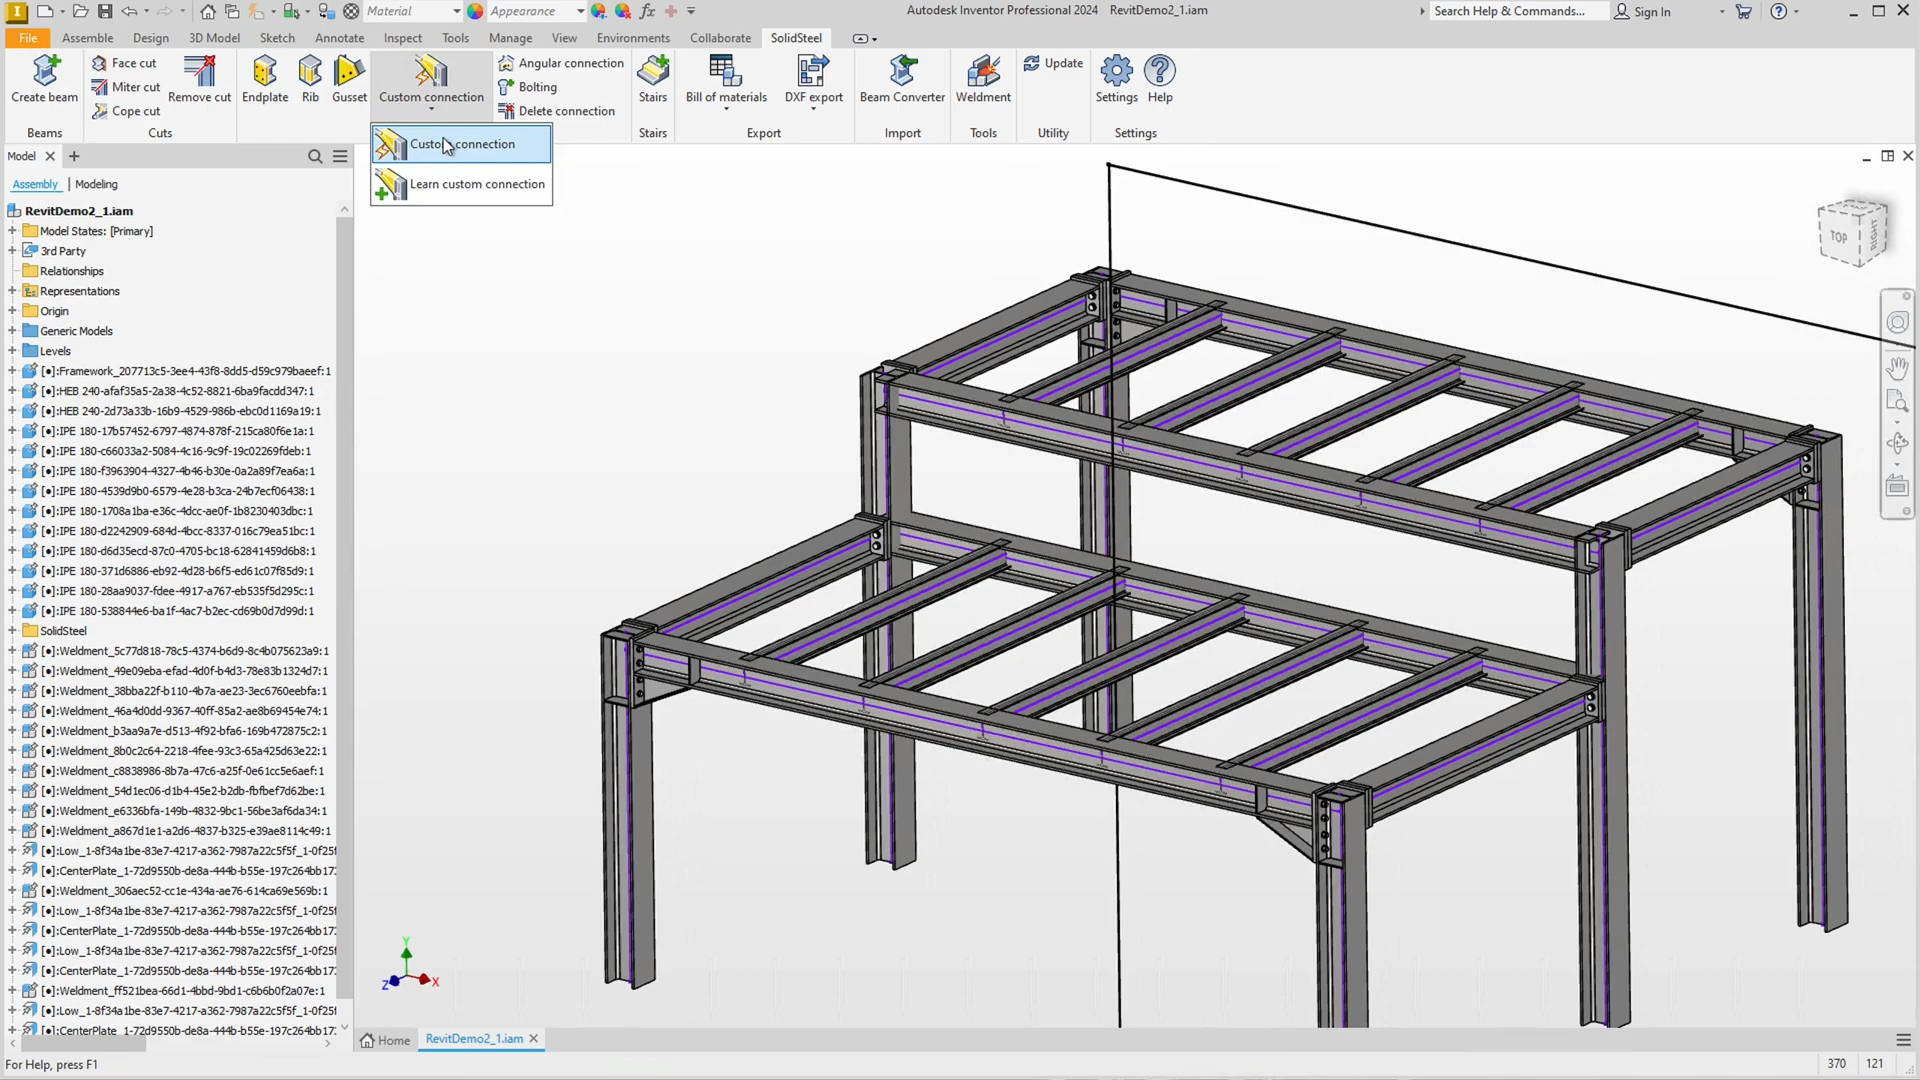 Material
Appearance
fx
Autodesk Inventor Professional 2024 RevitDemo2_1.iam
Search Help & Commands...
Sign In
File Assemble Design 3D Model Sketch Annotate Inspect Tools Manage View Environments Collaborate SolidSteel
Create beam
Face cut
Miter cut
Cope cut
Remove cut
Endplate
Rib
Gusset
Custom connection
Angular connection
Bolting
Delete connection
Stairs
Bill of materials
DXF export
Beam Converter
Weldment
Update
Settings
Help
Beams
Cuts
Stairs
Export
Import
Tools
Utility
Settings
Custom connection
Learn custom connection
Model
Assembly | Modeling
RevitDemo2_1.iam
Model States: [Primary]
3rd Party
Relationships
Representations
Origin
Generic Models
Levels
[●]:Framework_207713c5-3ee4-43f8-8dd5-d59c979baeef:1
[●]:HEB 240-afaf35a5-2a38-4c52-8821-6ba9facdd347:1
[●]:HEB 240-2d73a33b-16b9-4529-986b-ebc0d1169a19:1
[●]:IPE 180-17b57452-6797-4874-878f-215ca80f6e1a:1
[●]:IPE 180-c66033a2-5084-4c16-9c9f-19c02269fdeb:1
[●]:IPE 180-f3963904-4327-4b46-b30e-0a2a89f7ea6a:1
[●]:IPE 180-4539d9b0-6579-4e28-b3ca-24b7ecf06438:1
[●]:IPE 180-1708a1ba-e36c-4dcc-ae0f-1b8230403dbc:1
[●]:IPE 180-d2242909-684d-4bcc-8337-016c79ea51bc:1
[●]:IPE 180-d6d35ecd-87c0-4705-bc18-62841459d6b8:1
[●]:IPE 180-371d6886-eb92-4d28-b6f5-ed61c07f85d9:1
[●]:IPE 180-28aa9037-fdee-4917-a767-eb535f5d295c:1
[●]:IPE 180-538844e6-ba1f-4ac7-b2ec-cd69b0d7d99d:1
SolidSteel
[●]:Weldment_5c77d818-78c5-4374-b6d9-8c4b075623a9:1
[●]:Weldment_49e09eba-efad-4d0f-b4d3-78e83b1324d7:1
[●]:Weldment_38bba22f-b110-4b7a-ae23-3ec6760eebfa:1
[●]:Weldment_46a4d0dd-9367-40ff-85a2-ae8b69454e74:1
[●]:Weldment_b3aa9a7e-d513-4f92-bfa6-169b472875c2:1
[●]:Weldment_8b0c2c64-2218-4fee-93c3-65a425d63e22:1
[●]:Weldment_c8838986-8b7a-47c6-a25f-0e61cc5e6aef:1
[●]:Weldment_54d1ec06-d1b4-45e2-b2db-fbfbef7d62be:1
[●]:Weldment_e6336bfa-149b-4832-9bc1-56be3af6da34:1
[●]:Weldment_a867d1e1-a2d6-4837-b325-e39ae8114c49:1
[●]:Low_1-8f34a1be-83e7-4217-a362-7987a22c5f5f_1-0f25f
[●]:CenterPlate_1-72d9550b-de8a-444b-b55e-197c264bb17
[●]:Weldment_306aec52-cc1e-434a-ae76-614ca69e569b:1
[●]:Low_1-8f34a1be-83e7-4217-a362-7987a22c5f5f_1-0f25f
[●]:CenterPlate_1-72d9550b-de8a-444b-b55e-197c264bb17
[●]:Low_1-8f34a1be-83e7-4217-a362-7987a22c5f5f_1-0f25f
[●]:CenterPlate_1-72d9550b-de8a-444b-b55e-197c264bb17
[●]:Weldment_ff521bea-66d1-4bbd-9bd1-c6b6b0f2a07e:1
[●]:Low_1-8f34a1be-83e7-4217-a362-7987a22c5f5f_1-0f25f
[●]:CenterPlate_1-72d9550b-de8a-444b-b55e-197c264bb17
TOP
RIGHT
Y
Z
X
Home
RevitDemo2_1.iam
For Help, press F1
370 121